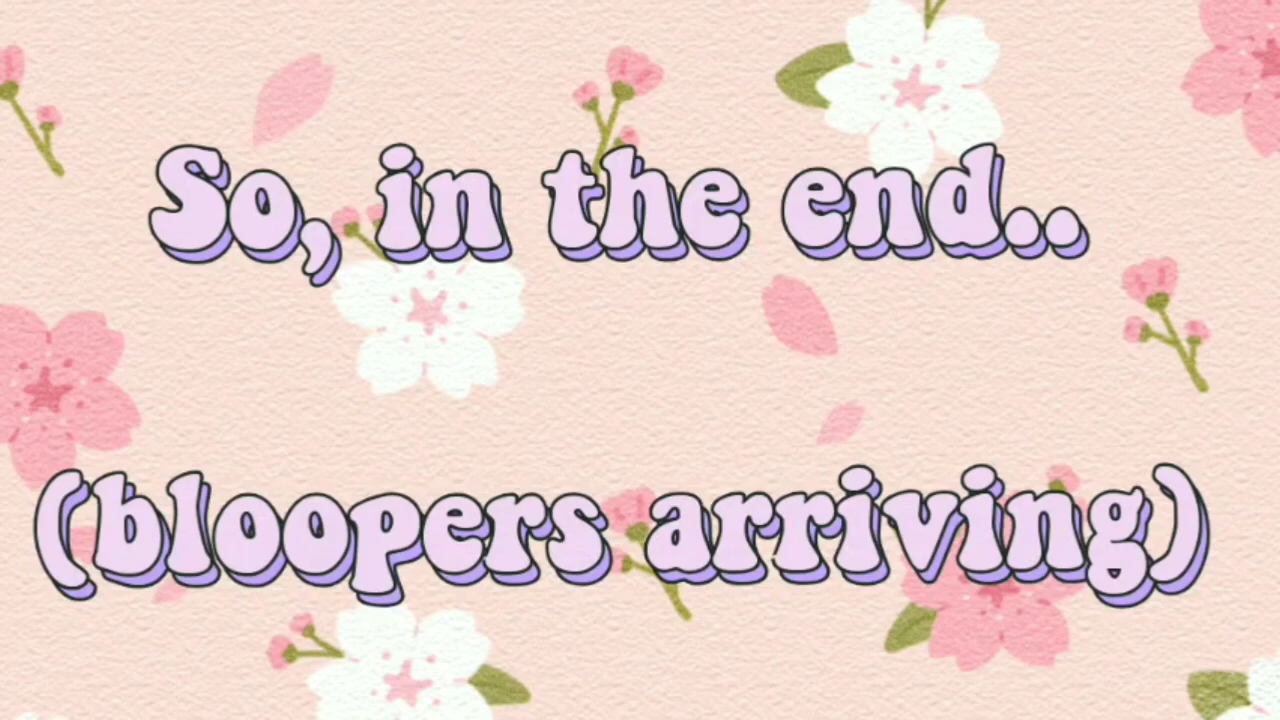 So, in the end..
(bloopers arriving)